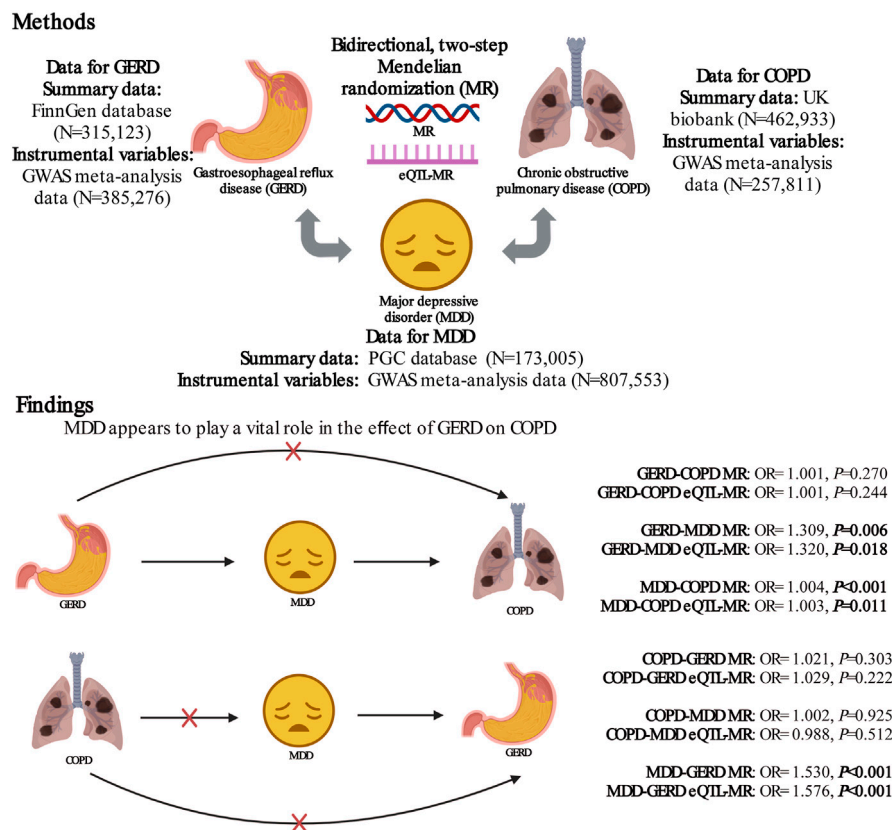 Methods
Data for GERD
Summary data:
FinnGen database
(N=315,123)
Instrumental variables:
GWAS meta-analysis
data (N=385,276)
Gastroesophageal reflux
disease (GERD)
Bidirectional, two-step
Mendelian
randomization (MR)
MR
eQTL-MR
Chronic obstructive
pulmonary disease (COPD)
Data for COPD
Summary data: UK
biobank (N=462,933)
Instrumental variables:
GWAS meta-analysis
data (N=257,811)
Major depressive
disorder (MDD)
Data for MDD
Summary data: PGC database (N=173,005)
Instrumental variables: GWAS meta-analysis data (N=807,553)
Findings
MDD appears to play a vital role in the effect of GERD on COPD
GERD
MDD
COPD
GERD-COPD MR: OR= 1.001, P=0.270
GERD-COPD eQTL-MR: OR= 1.001, P=0.244
GERD-MDD MR: OR= 1.309, P=0.006
GERD-MDD eQTL-MR: OR= 1.320, P=0.018
MDD-COPD MR: OR= 1.004, P<0.001
MDD-COPD eQTL-MR: OR= 1.003, P=0.011
COPD
MDD
GERD
COPD-GERD MR: OR= 1.021, P=0.303
COPD-GERD eQTL-MR: OR= 1.029, P=0.222
COPD-MDD MR: OR= 1.002, P=0.925
COPD-MDD eQTL-MR: OR= 0.988, P=0.512
MDD-GERD MR: OR= 1.530, P<0.001
MDD-GERD eQTL-MR: OR= 1.576, P<0.001